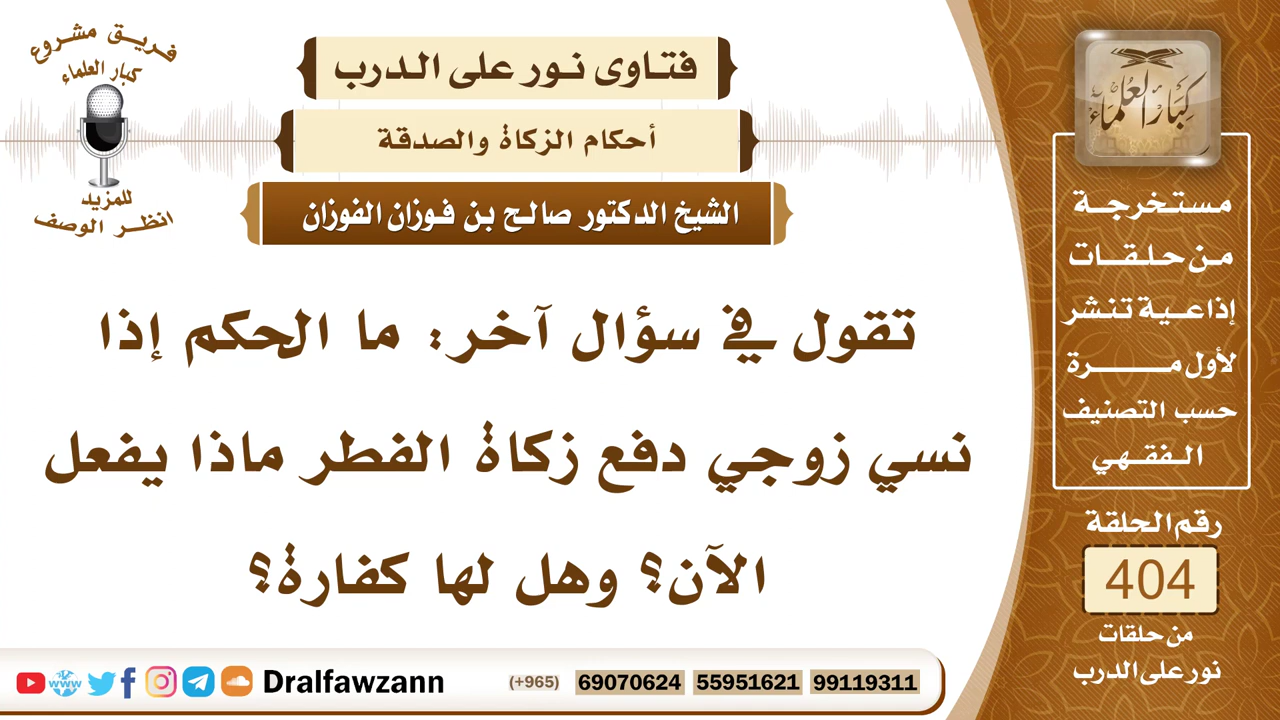 فريق مشروع
كبار العلماء
للمزيد
انظر الوصف
فتاوى نور على الدرب
أحكام الزكاة والصدقة
الشيخ الدكتور صالح بن فوزان الفوزان
تقول في سؤال آخر: ما الحكم إذا
نسي زوجي دفع زكاة الفطر ماذا يفعل
الآن؟ وهل لها كفارة؟
كبار العلماء
مستخرجة
من حلقات
إذاعية تنشر
لأول مرة
حسب التصنيف
الفقهي
رقم الحلقة
404
من حلقات
نور على الدرب
www
Dralfawzann
(+965) 69070624 55951621 99119311